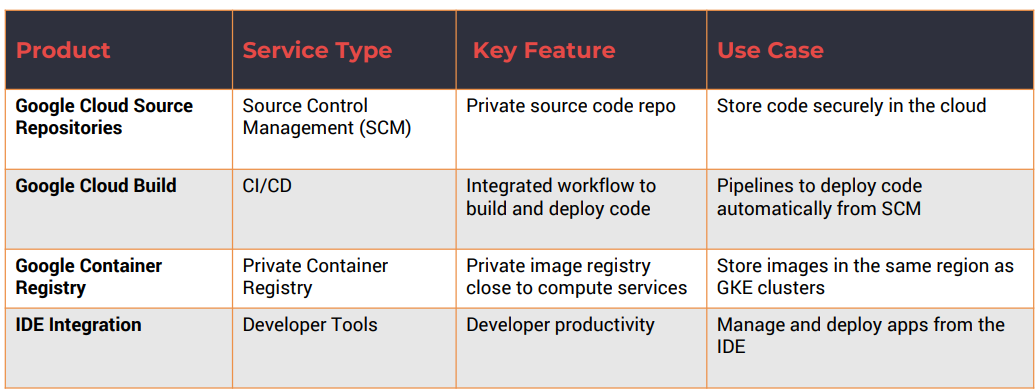 Product Service Type Key Feature Use Case
Google Cloud Source Repositories Source Control Management (SCM) Private source code repo Store code securely in the cloud
Google Cloud Build CI/CD Integrated workflow to build and deploy code Pipelines to deploy code automatically from SCM
Google Container Registry Private Container Registry Private image registry close to compute services Store images in the same region as GKE clusters
IDE Integration Developer Tools Developer productivity Manage and deploy apps from the IDE